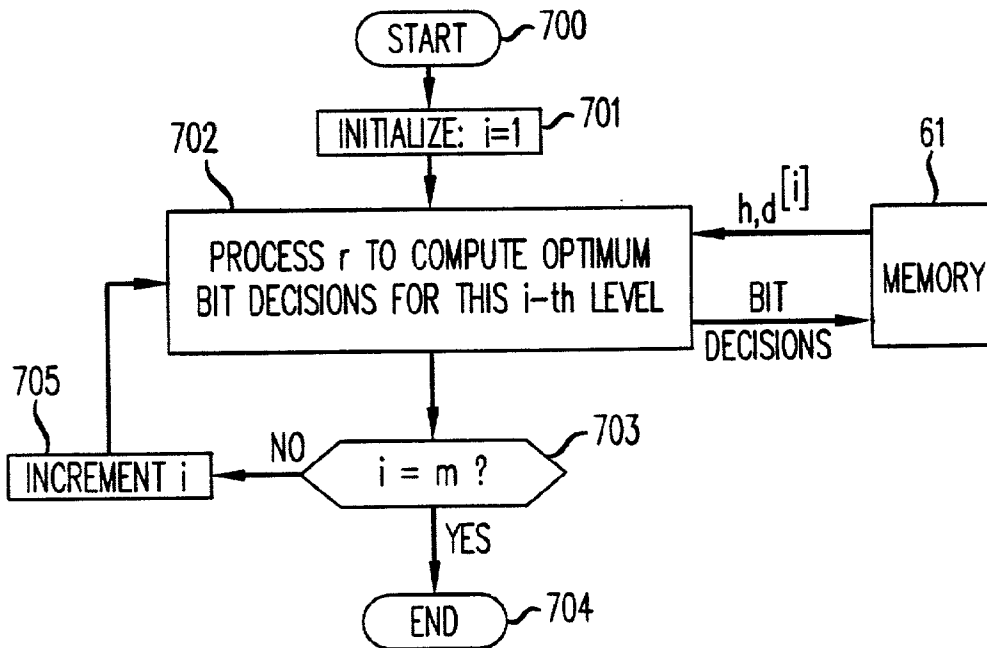 START
700
INITIALIZE: i=1
701
702
61
PROCESS r TO COMPUTE OPTIMUM
BIT DECISIONS FOR THIS i-th LEVEL
h,d[i]
MEMORY
BIT
DECISIONS
705
INCREMENT i
NO
i = m ?
703
YES
END
704